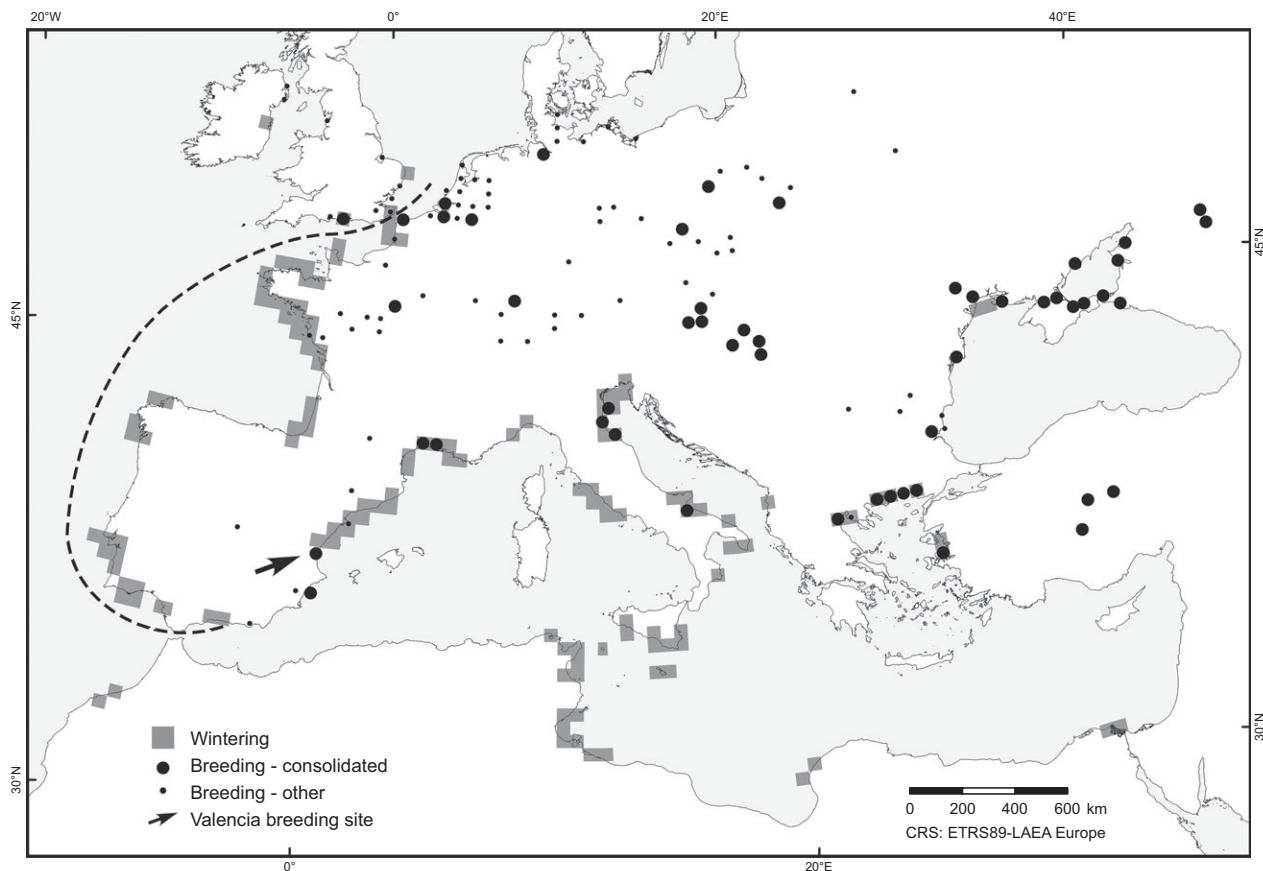 20°W 0° 20°E 40°E
45°N
45°N
30°N
30°N
Wintering
Breeding - consolidated
Breeding - other
Valencia breeding site
0 200 400 600 km
CRS: ETRS89-LAEA Europe
0° 20°E